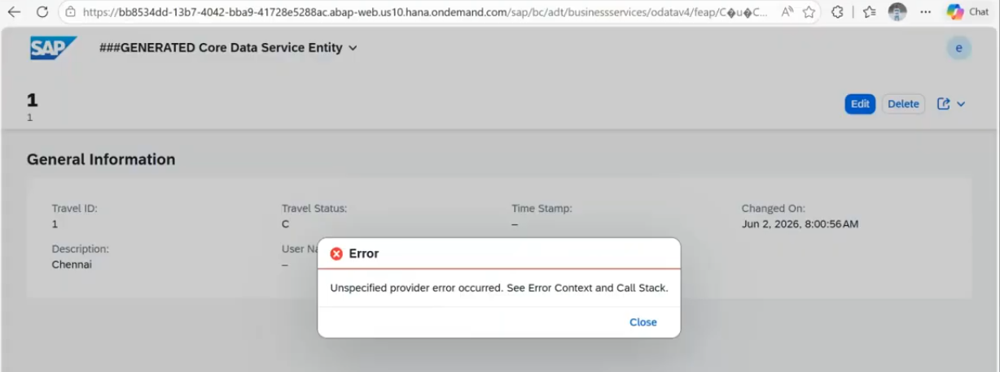 https://bb8534dd-13b7-4042-bba9-41728e5288ac.abap-web.us10.hana.ondemand.com/sap/bc/adt/businessservices/odatav4/feap/C�u�C...
Chat
SAP
###GENERATED Core Data Service Entity
e
1
1
Edit
Delete
General Information
Travel ID:
1
Travel Status:
C
Time Stamp:
–
Changed On:
Jun 2, 2026, 8:00:56 AM
Description:
Chennai
User Na
–
Error
Unspecified provider error occurred. See Error Context and Call Stack.
Close